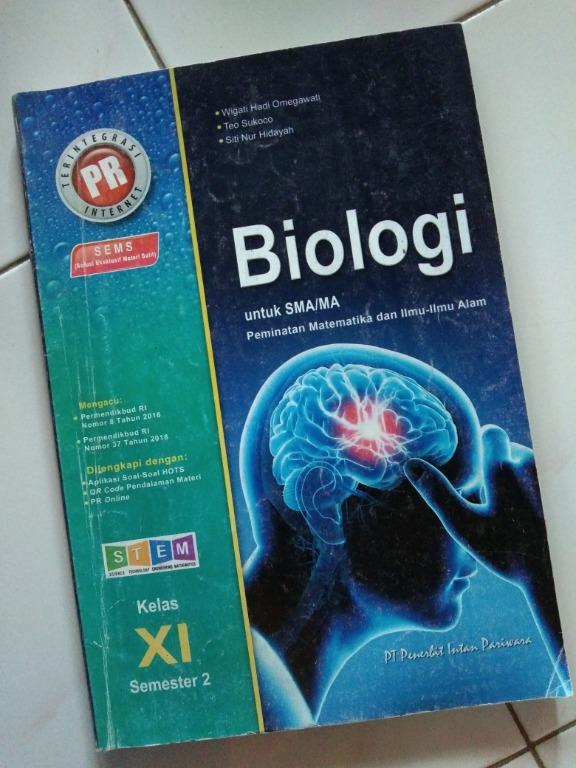 • Wigati Hadi Omegawati
• Teo Sukoco
• Siti Nur Hidayah
TERINTEGRASI
PR
INTERNET
SEMS
(Solusi Eksklusif Materi Sulit)
Biologi
untuk SMA/MA
Peminatan Matematika dan Ilmu-Ilmu Alam
Mengacu:
• Permendikbud RI
Nomor 8 Tahun 2016
• Permendikbud RI
Nomor 37 Tahun 2018
Dilengkapi dengan:
• Aplikasi Soal-Soal HOTS
• QR Code Pendalaman Materi
• PR Online
STEM
SCIENCE TECHNOLOGY ENGINEERING MATHEMATICS
Kelas
XI
Semester 2
PT Penerbit Intan Pariwara